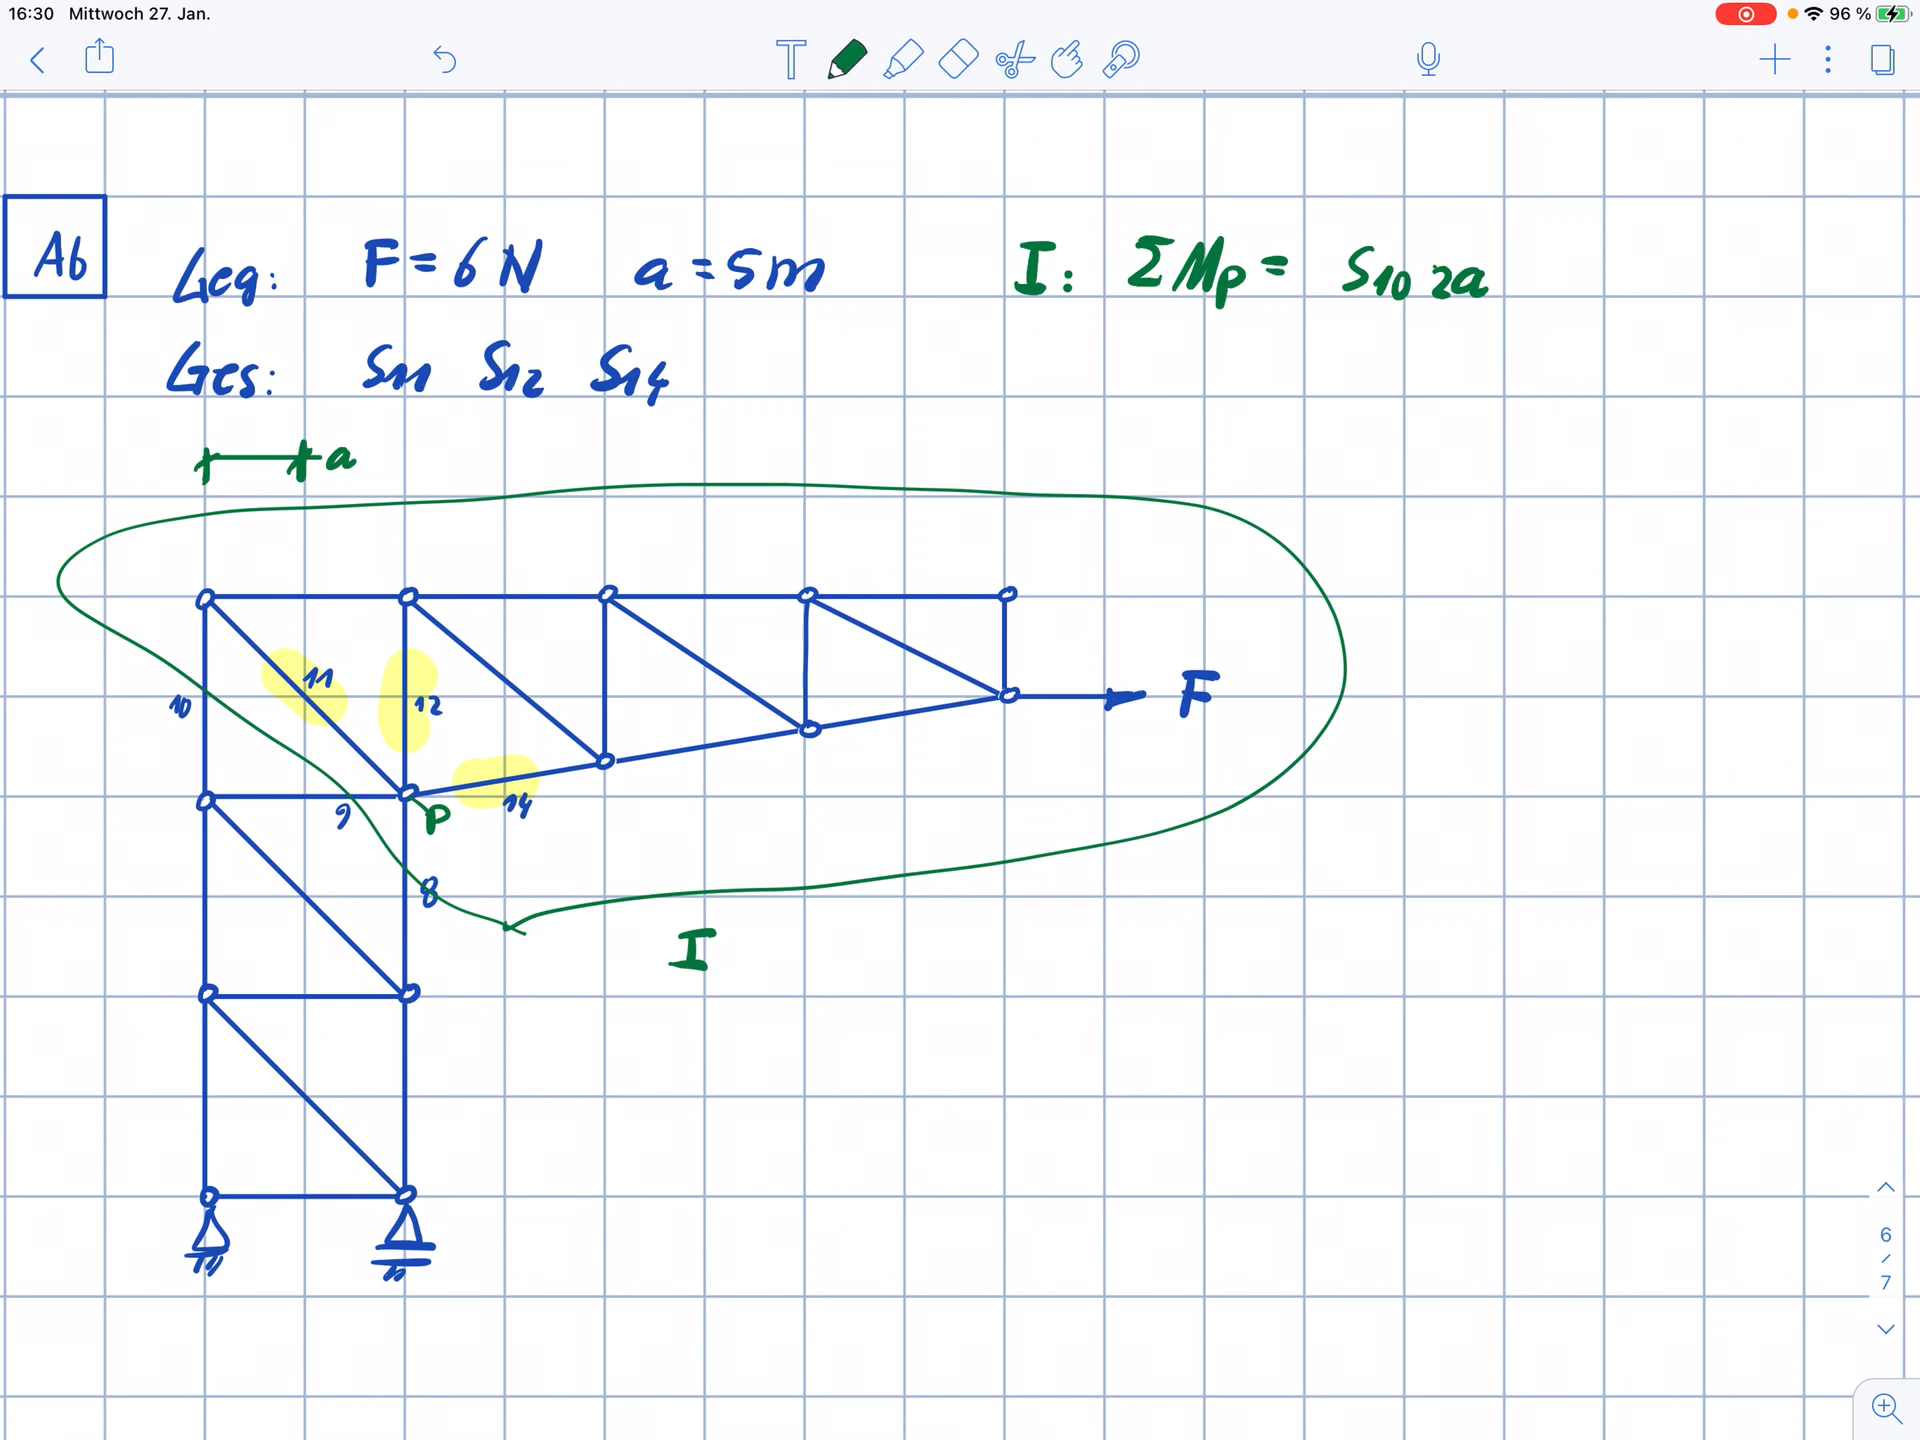 16:30 Mittwoch 27. Jan.
96 %
A6
Geg: F = 6 N a = 5m
I: ΣMp = S10 2a
Ges: S11 S12 S14
a
11
10
12
F
14
9
P
8
I
6
/
7